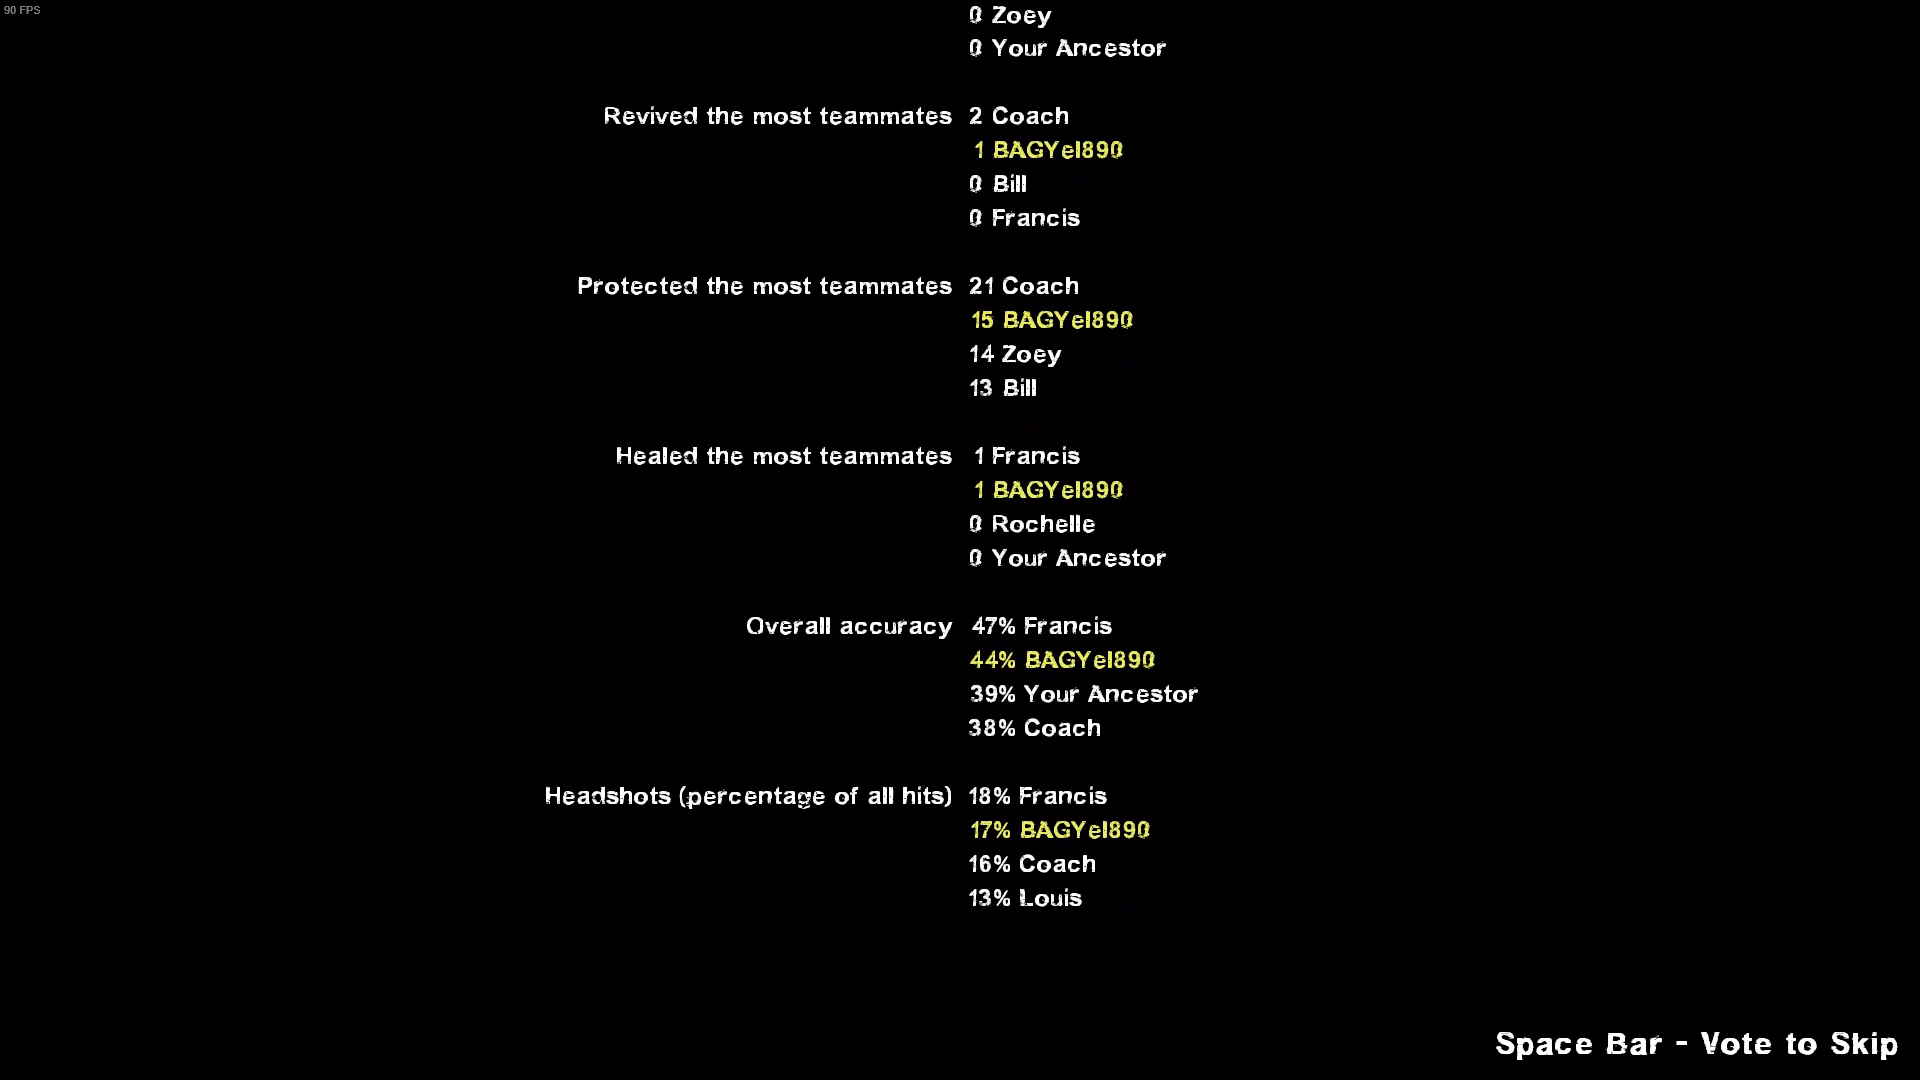 90 FPS
0 Zoey
0 Your Ancestor
Revived the most teammates 2 Coach
1 BAGYel890
0 Bill
0 Francis
Protected the most teammates 21 Coach
15 BAGYel890
14 Zoey
13 Bill
Healed the most teammates 1 Francis
1 BAGYel890
0 Rochelle
0 Your Ancestor
Overall accuracy 47% Francis
44% BAGYel890
39% Your Ancestor
38% Coach
Headshots (percentage of all hits) 18% Francis
17% BAGYel890
16% Coach
13% Louis
Space Bar - Vote to Skip